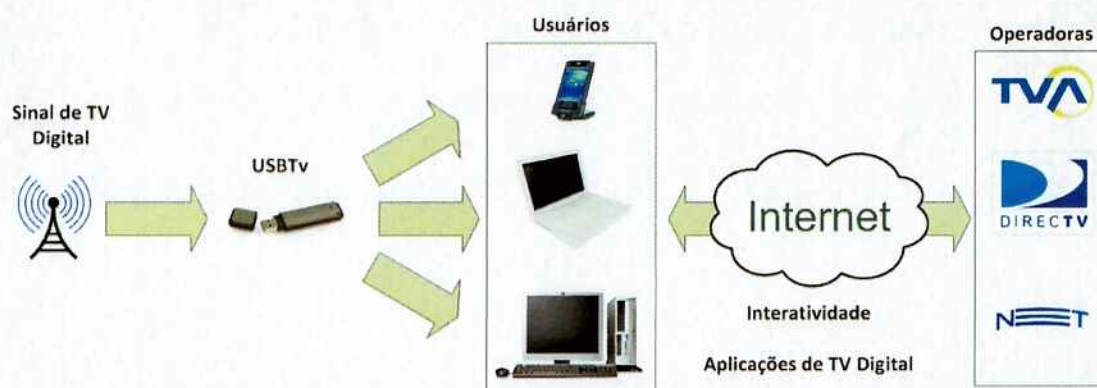 Sinal de TV
Digital
USBTv
Usuários
Internet
Interatividade
Aplicações de TV Digital
Operadoras
TVA
DIRECTV
NET